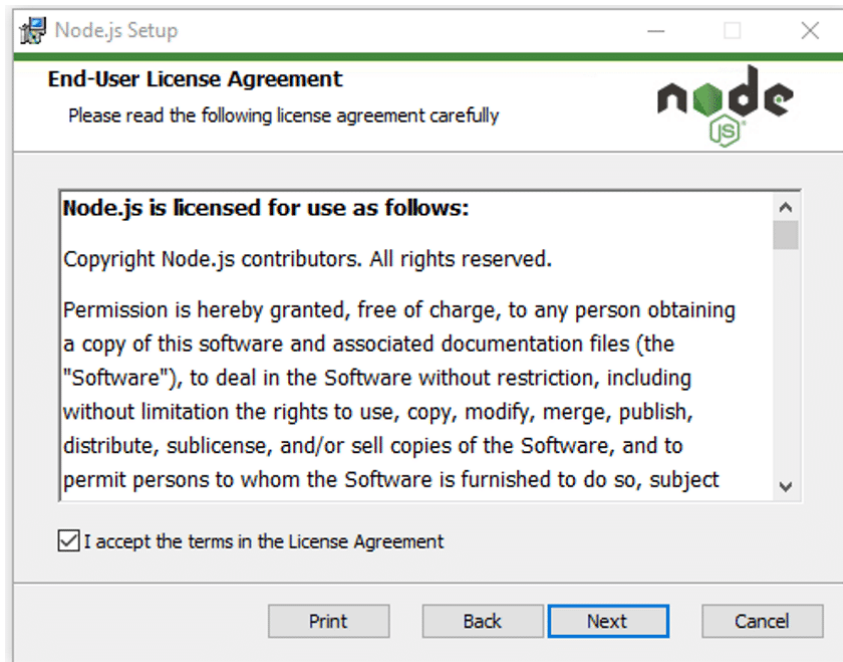 Node.js Setup
End-User License Agreement
Please read the following license agreement carefully
node
JS
Node.js is licensed for use as follows:
Copyright Node.js contributors. All rights reserved.
Permission is hereby granted, free of charge, to any person obtaining
a copy of this software and associated documentation files (the
"Software"), to deal in the Software without restriction, including
without limitation the rights to use, copy, modify, merge, publish,
distribute, sublicense, and/or sell copies of the Software, and to
permit persons to whom the Software is furnished to do so, subject
I accept the terms in the License Agreement
Print Back Next Cancel